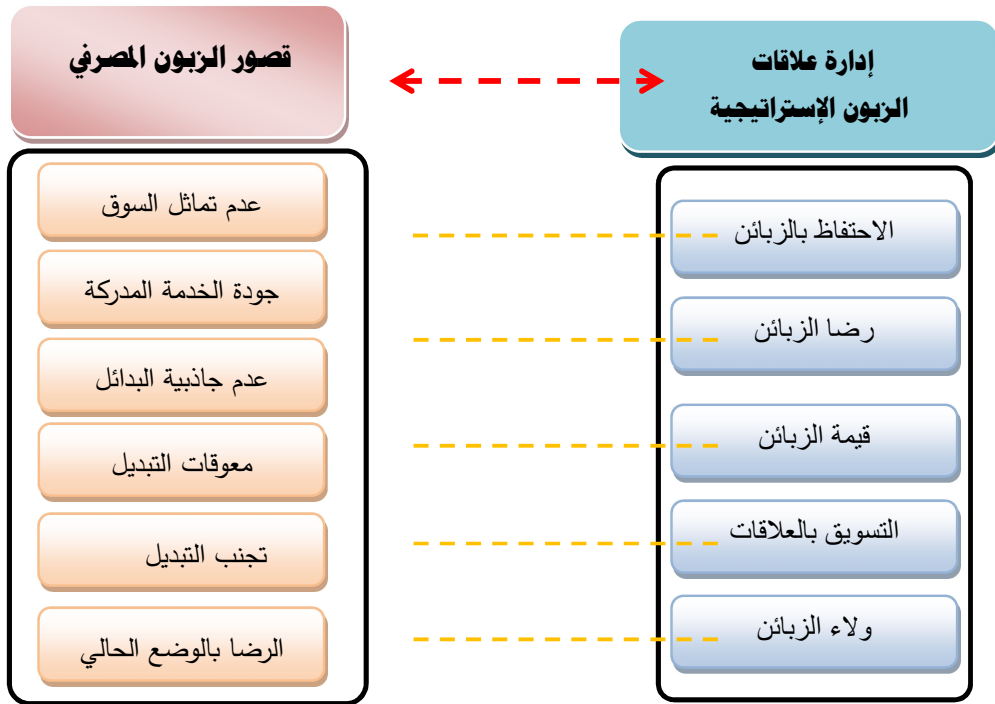 إدارة علاقات
الزبون الإستراتيجية
الاحتفاظ بالزبائن
رضا الزبائن
قيمة الزبائن
التسويق بالعلاقات
ولاء الزبائن
قصور الزبون المصرفي
عدم تماثل السوق
جودة الخدمة المدركة
عدم جاذبية البدائل
معوقات التبديل
تجنب التبديل
الرضا بالوضع الحالي